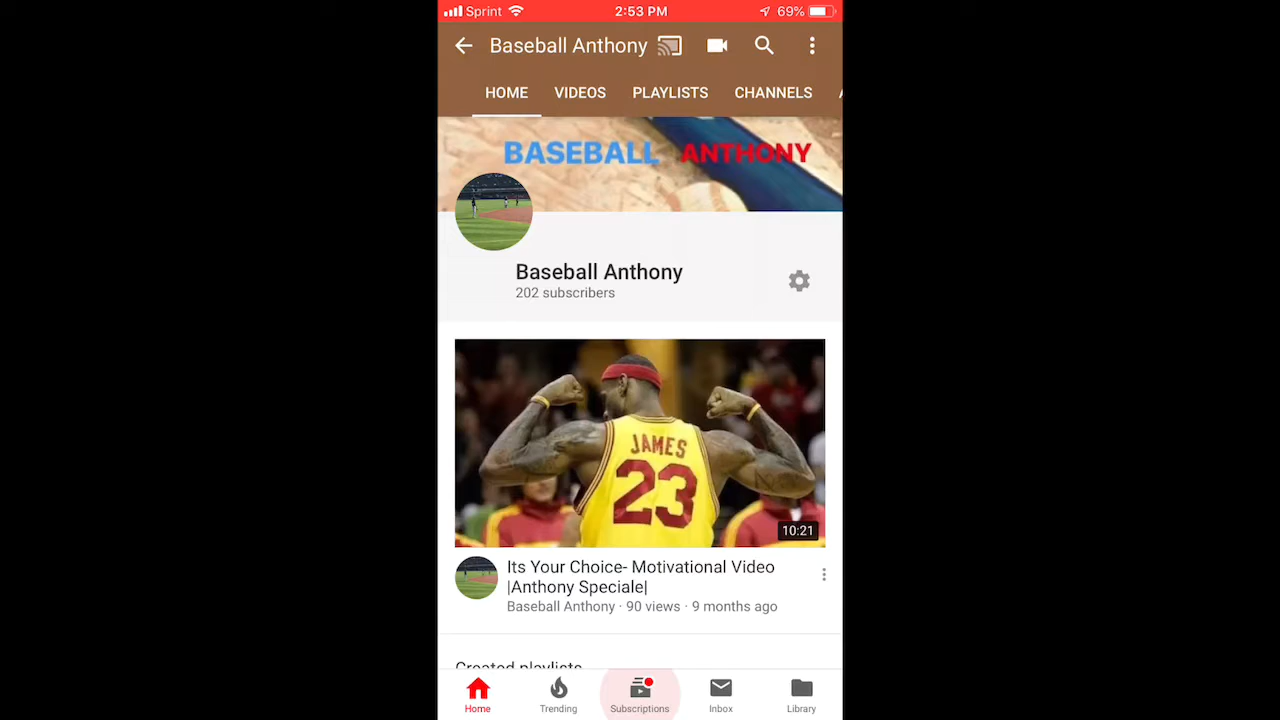 Sprint 2:53 PM 69%
Baseball Anthony
HOME VIDEOS PLAYLISTS CHANNELS
BASEBALL ANTHONY
Baseball Anthony
202 subscribers
JAMES
23
10:21
Its Your Choice- Motivational Video
|Anthony Speciale|
Baseball Anthony · 90 views · 9 months ago
Created playlists
Home Trending Subscriptions Inbox Library